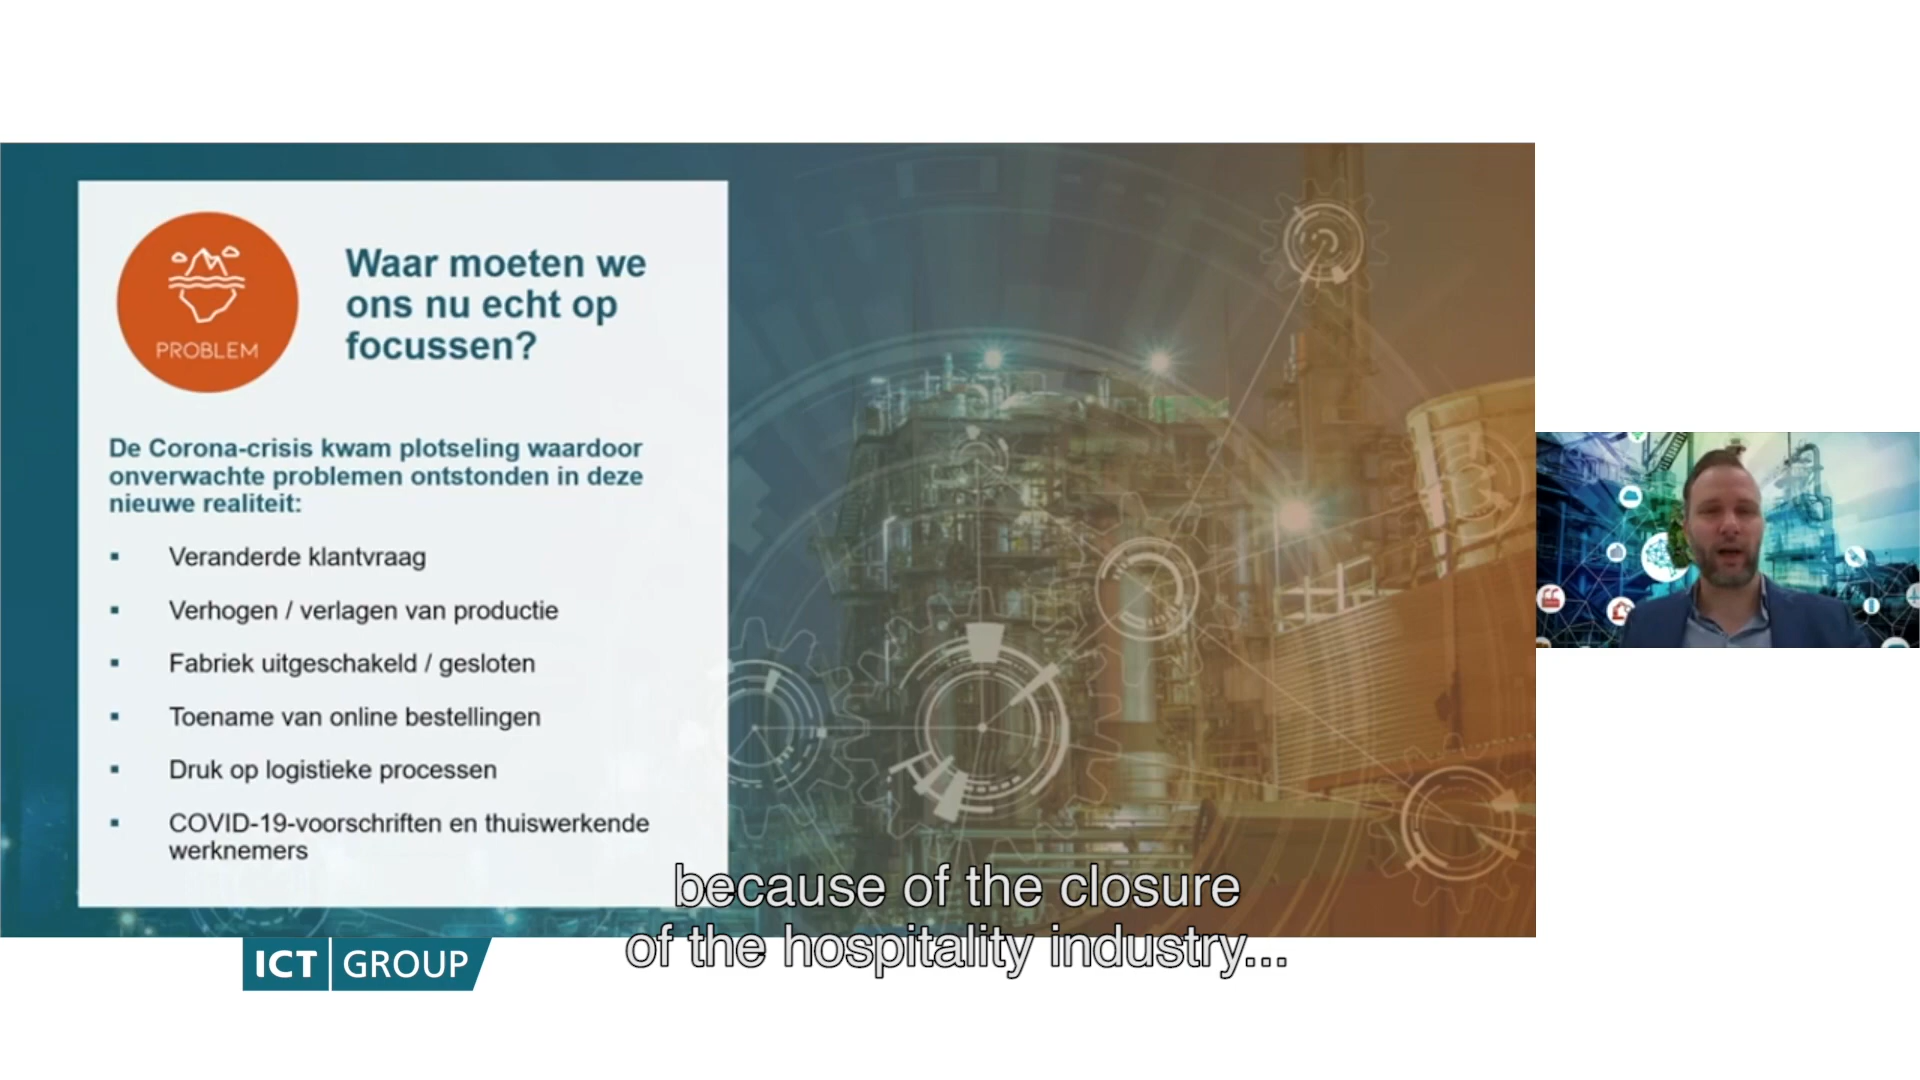 PROBLEM
Waar moeten we
ons nu echt op
focussen?
De Corona-crisis kwam plotseling waardoor
onverwachte problemen ontstonden in deze
nieuwe realiteit:
▪ Veranderde klantvraag
▪ Verhogen / verlagen van productie
▪ Fabriek uitgeschakeld / gesloten
▪ Toename van online bestellingen
▪ Druk op logistieke processen
▪ COVID-19-voorschriften en thuiswerkende
werknemers
because of the closure
of the hospitality industry...
ICT GROUP